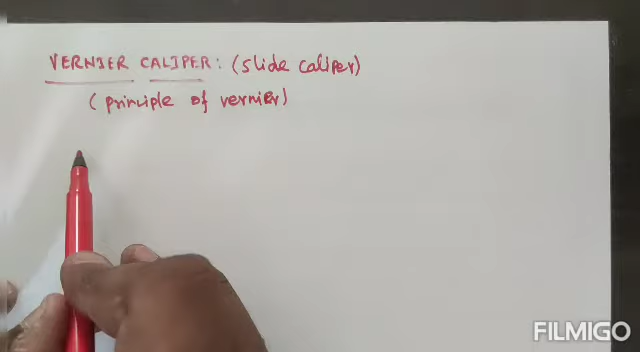 VERNIER CALIPER: (slide caliper)
(principle of vernier)
FILMIGO